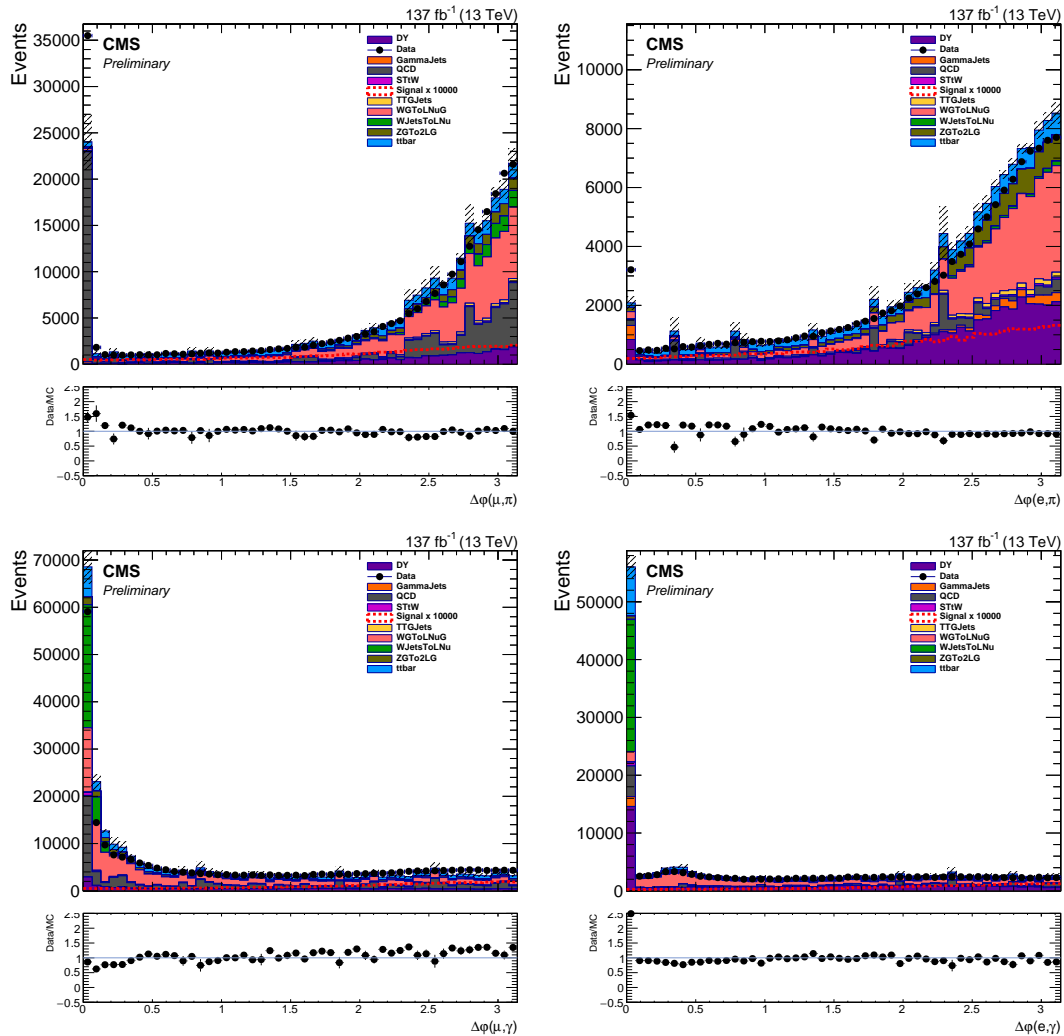 137 fb⁻¹ (13 TeV)
Events
35000
30000
25000
20000
15000
10000
5000
0
CMS
Preliminary
DY
Data
GammaJets
QCD
STtW
Signal x 10000
TTGJets
WGToLNuG
WJetsToLNu
ZGTo2LG
ttbar
Data/MC
2.5
2
1.5
1
0.5
0
−0.5
0 0.5 1 1.5 2 2.5 3
Δφ(μ,π)
137 fb⁻¹ (13 TeV)
Events
10000
8000
6000
4000
2000
0
CMS
Preliminary
DY
Data
GammaJets
QCD
STtW
Signal x 10000
TTGJets
WGToLNuG
WJetsToLNu
ZGTo2LG
ttbar
Data/MC
2.5
2
1.5
1
0.5
0
−0.5
0 0.5 1 1.5 2 2.5 3
Δφ(e,π)
137 fb⁻¹ (13 TeV)
Events
70000
60000
50000
40000
30000
20000
10000
0
CMS
Preliminary
DY
Data
GammaJets
QCD
STtW
Signal x 10000
TTGJets
WGToLNuG
WJetsToLNu
ZGTo2LG
ttbar
Data/MC
2.5
2
1.5
1
0.5
0
−0.5
0 0.5 1 1.5 2 2.5 3
Δφ(μ,γ)
137 fb⁻¹ (13 TeV)
Events
50000
40000
30000
20000
10000
0
CMS
Preliminary
DY
Data
GammaJets
QCD
STtW
Signal x 10000
TTGJets
WGToLNuG
WJetsToLNu
ZGTo2LG
ttbar
Data/MC
2.5
2
1.5
1
0.5
0
−0.5
0 0.5 1 1.5 2 2.5 3
Δφ(e,γ)